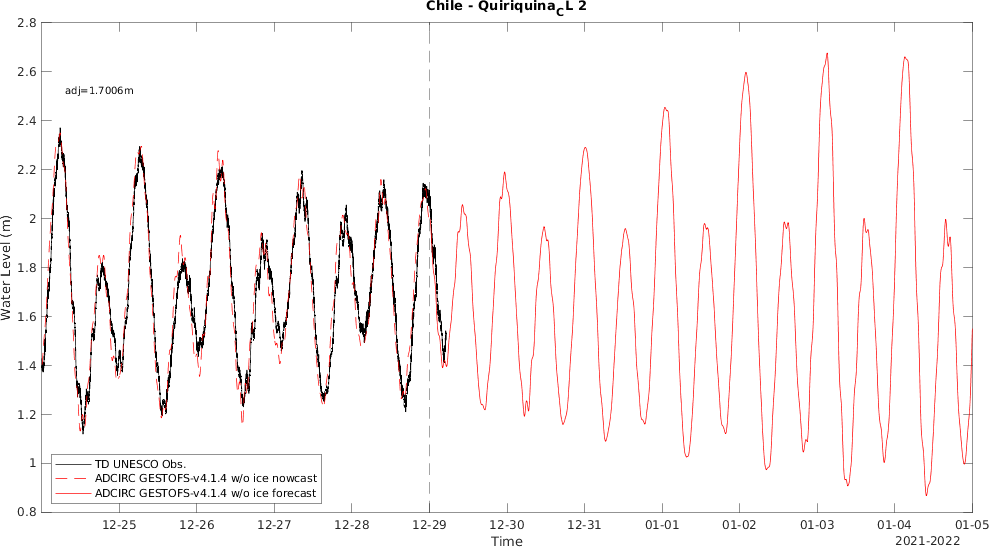 Chile - Quiriquina_CL 2
2.8
2.6
2.4
2.2
2
1.8
1.6
1.4
1.2
1
0.8
Water Level (m)
adj=1.7006m
TD UNESCO Obs.
ADCIRC GESTOFS-v4.1.4 w/o ice nowcast
ADCIRC GESTOFS-v4.1.4 w/o ice forecast
12-25 12-26 12-27 12-28 12-29 12-30 12-31 01-01 01-02 01-03 01-04 01-05
Time
2021-2022